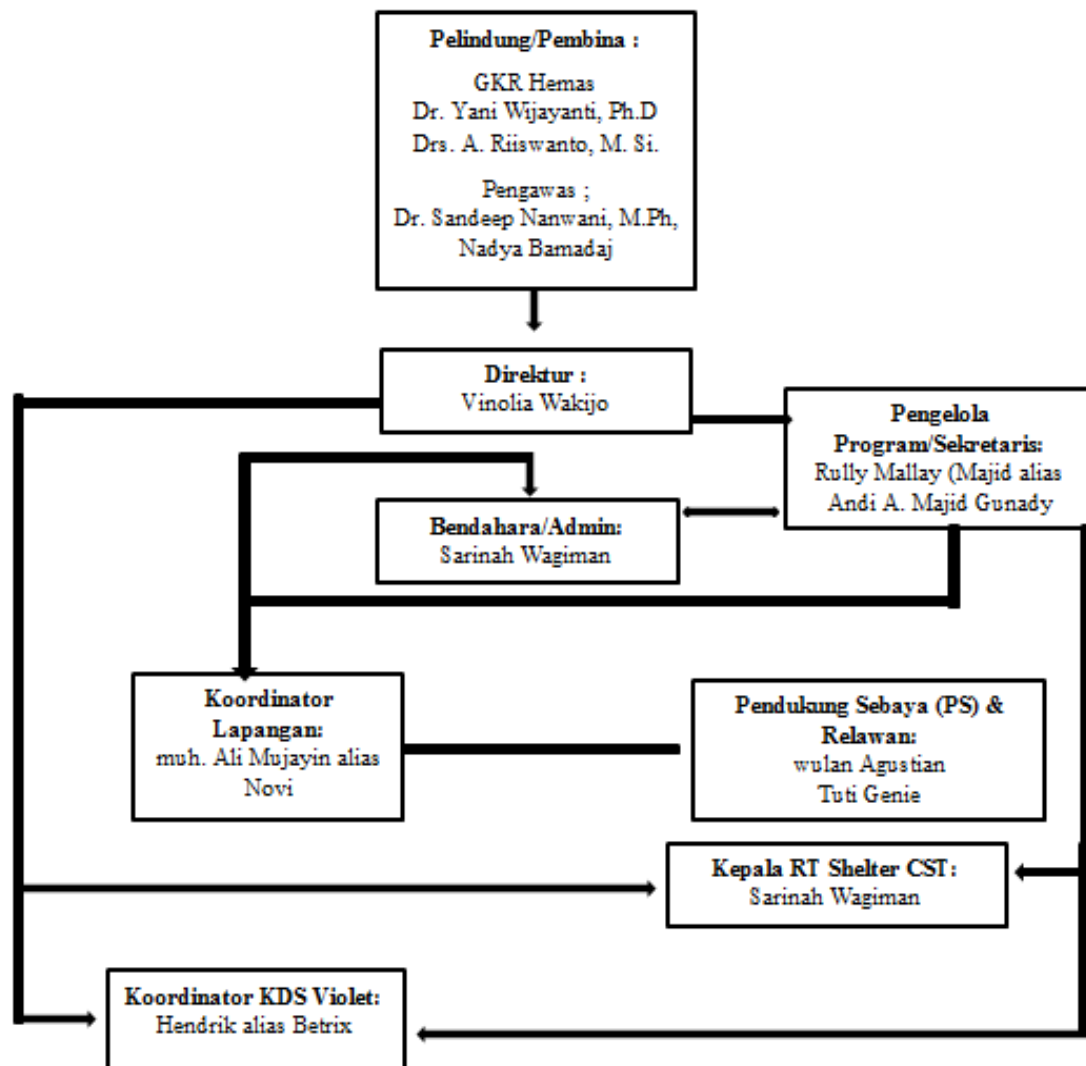 Pelindung/Pembina :
GKR Hemas
Dr. Yani Wijayanti, Ph.D
Drs. A. Riiswanto, M. Si.
Pengawas ;
Dr. Sandeep Nanwani, M.Ph,
Nadya Bamadaj
Direktur :
Vinolia Wakijo
Pengelola
Program/Sekretaris:
Rully Mallay (Majid alias
Andi A. Majid Gunady
Bendahara/Admin:
Sarinah Wagiman
Koordinator
Lapangan:
muh. Ali Mujayin alias
Novi
Pendukung Sebaya (PS) &
Relawan:
wulan Agustian
Tuti Genie
Kepala RT Shelter CST:
Sarinah Wagiman
Koordinator KDS Violet:
Hendrik alias Betrix